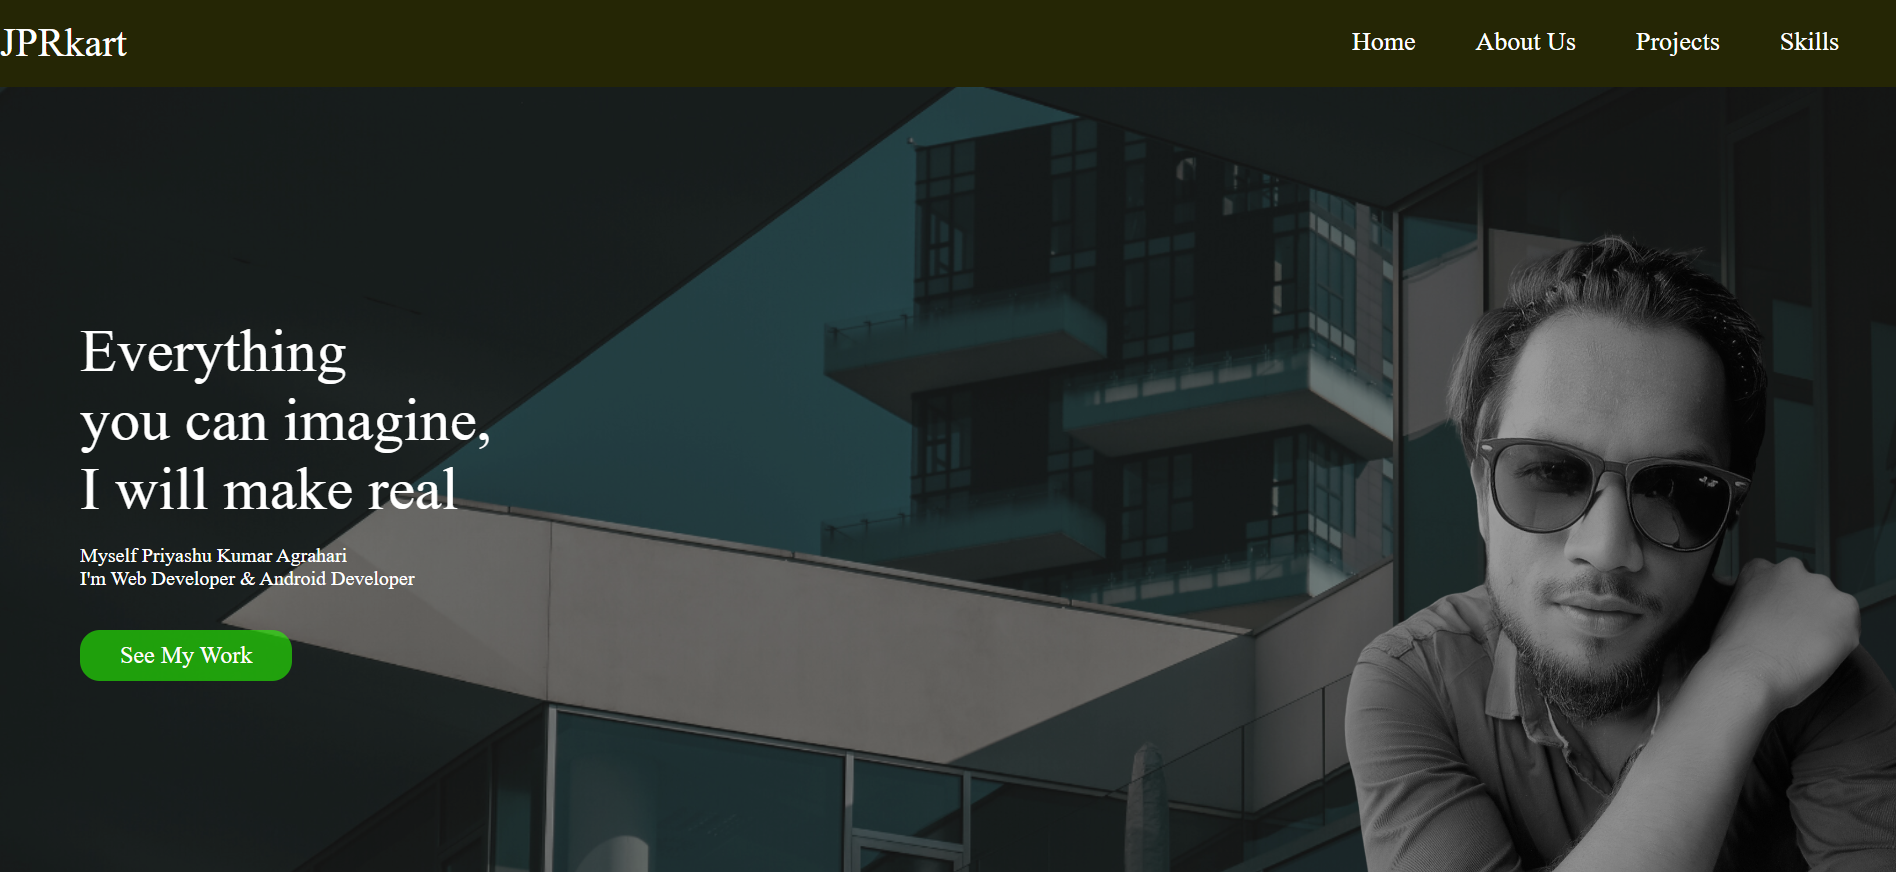 JPRkart
Home
About Us
Projects
Skills
Everything
you can imagine,
I will make real
Myself Priyashu Kumar Agrahari
I'm Web Developer & Android Developer
See My Work